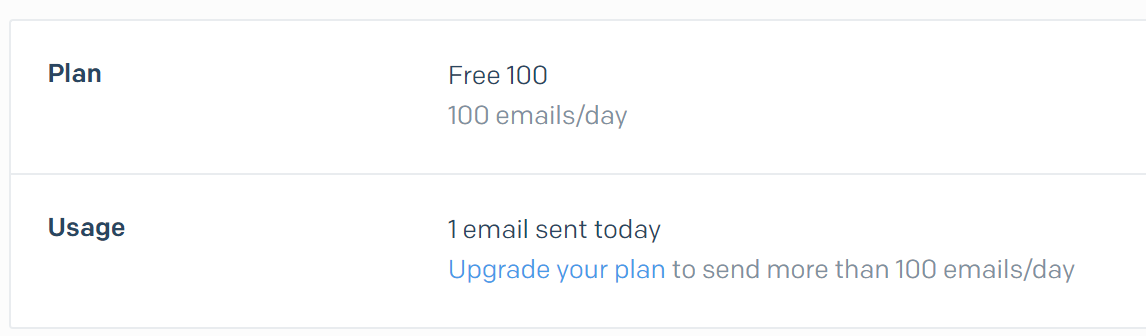 Plan
Free 100
100 emails/day
Usage
1 email sent today
Upgrade your plan to send more than 100 emails/day